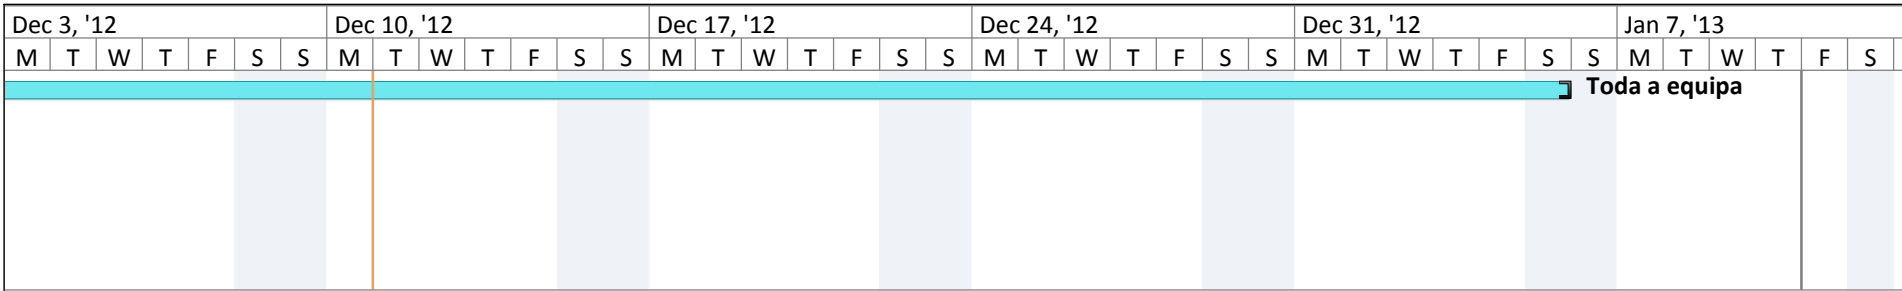 Dec 3, '12 Dec 10, '12 Dec 17, '12 Dec 24, '12 Dec 31, '12 Jan 7, '13
M T W T F S S M T W T F S S M T W T F S S M T W T F S S M T W T F S S M T W T F S
Toda a equipa